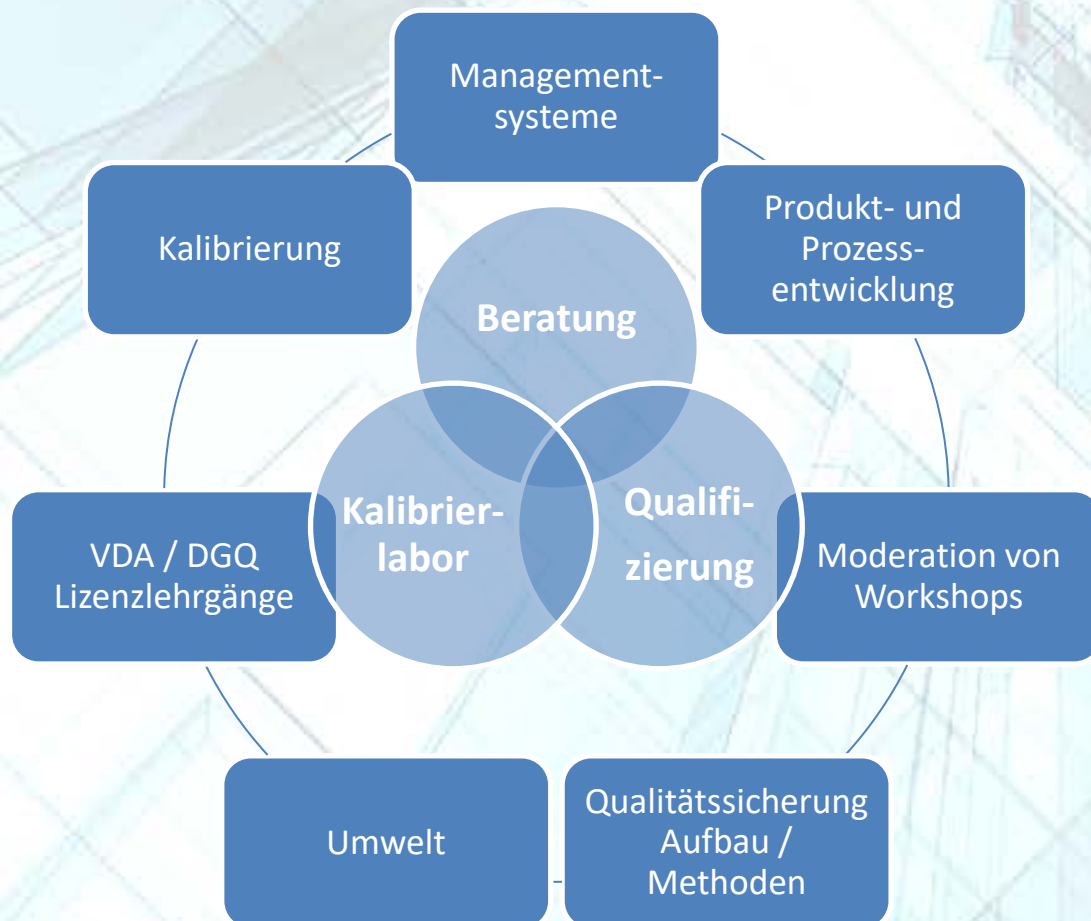 Management-
systeme
Kalibrierung
Produkt- und
Prozess-
entwicklung
Beratung
Kalibrier-
labor
Qualifi-
zierung
VDA / DGQ
Lizenzlehrgänge
Moderation von
Workshops
Umwelt
Qualitätssicherung
Aufbau /
Methoden